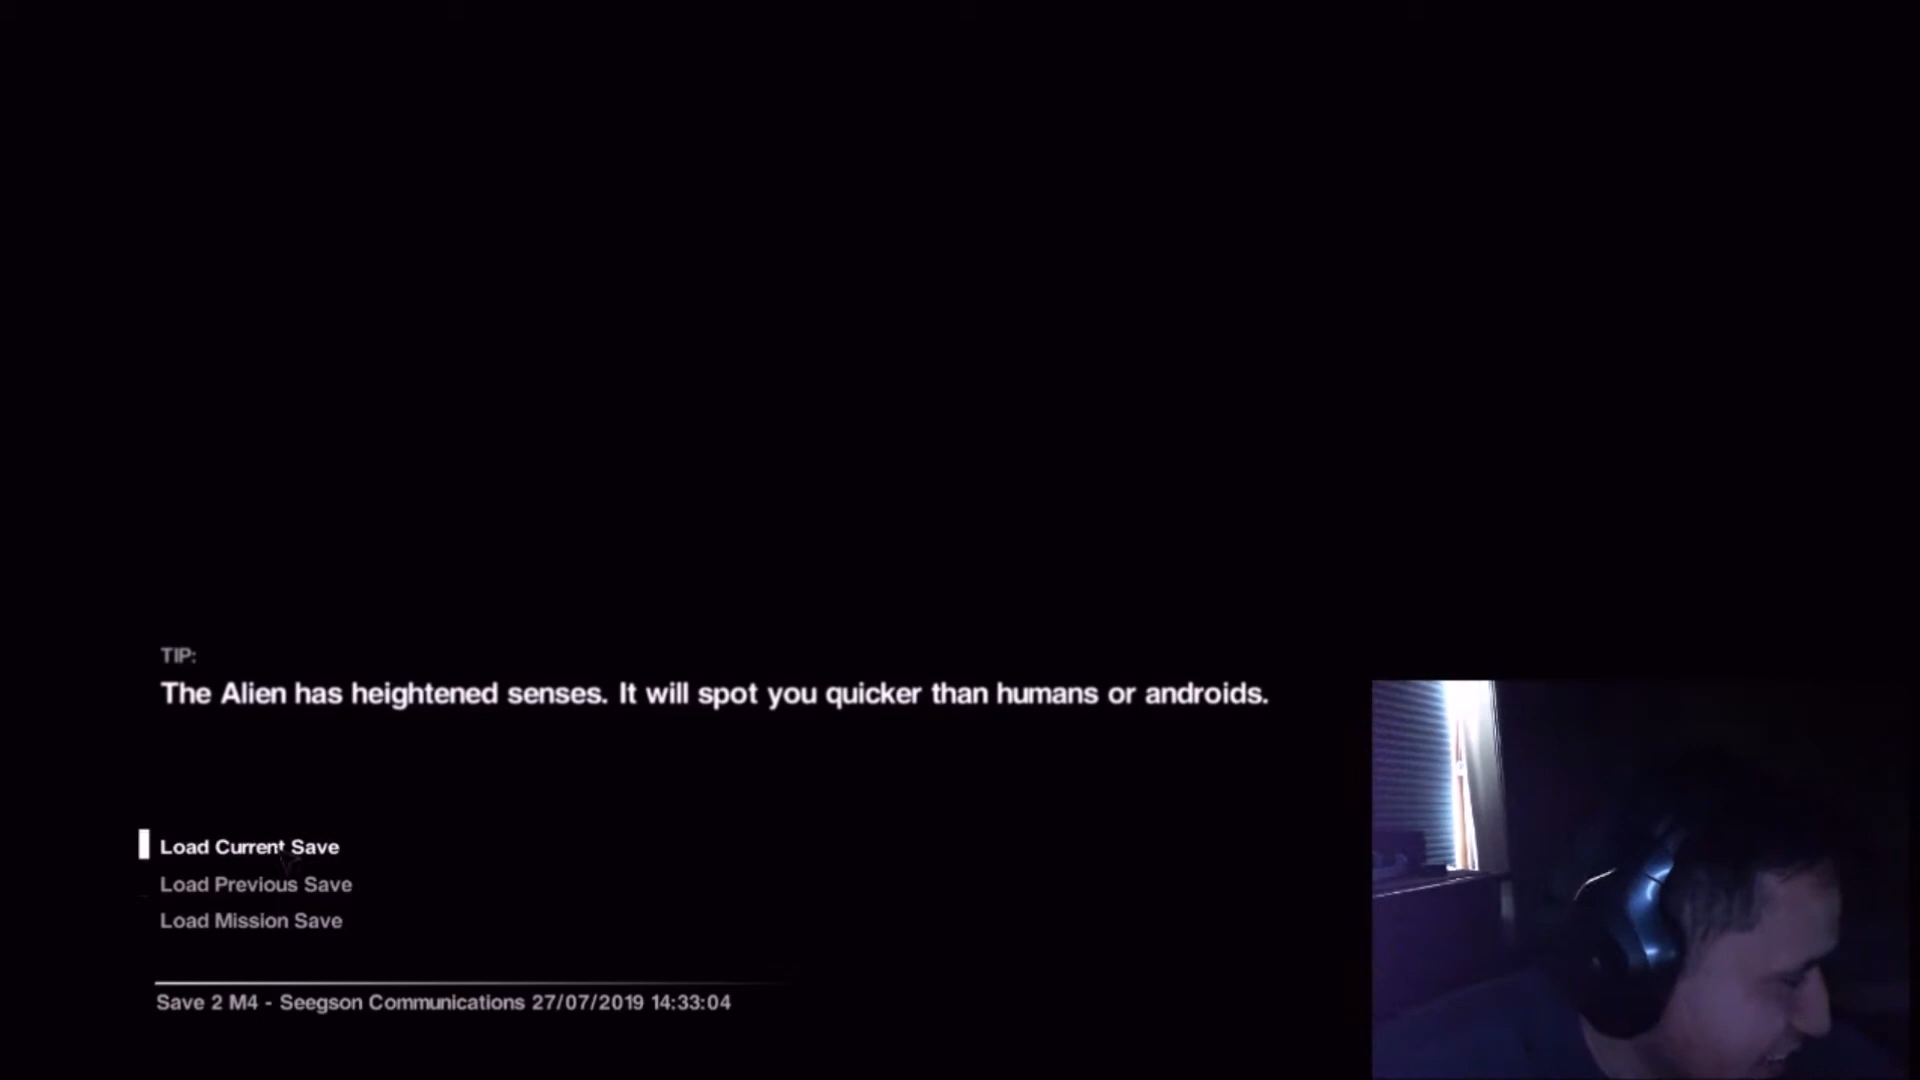 TIP:
The Alien has heightened senses. It will spot you quicker than humans or androids.
Load Current Save
Load Previous Save
Load Mission Save
Save 2 M4 - Seegson Communications 27/07/2019 14:33:04